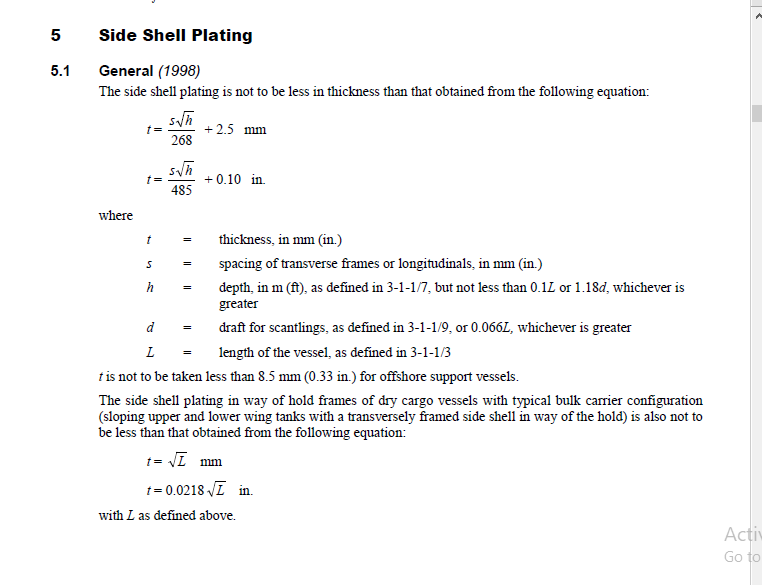 5 Side Shell Plating
5.1 General (1998)
The side shell plating is not to be less in thickness than that obtained from the following equation:
t = s√h / 268 + 2.5 mm
t = s√h / 485 + 0.10 in.
where
t = thickness, in mm (in.)
s = spacing of transverse frames or longitudinals, in mm (in.)
h = depth, in m (ft), as defined in 3-1-1/7, but not less than 0.1L or 1.18d, whichever is
greater
d = draft for scantlings, as defined in 3-1-1/9, or 0.066L, whichever is greater
L = length of the vessel, as defined in 3-1-1/3
t is not to be taken less than 8.5 mm (0.33 in.) for offshore support vessels.
The side shell plating in way of hold frames of dry cargo vessels with typical bulk carrier configuration
(sloping upper and lower wing tanks with a transversely framed side shell in way of the hold) is also not to
be less than that obtained from the following equation:
t = √L mm
t = 0.0218 √L in.
with L as defined above.
Activ
Go to